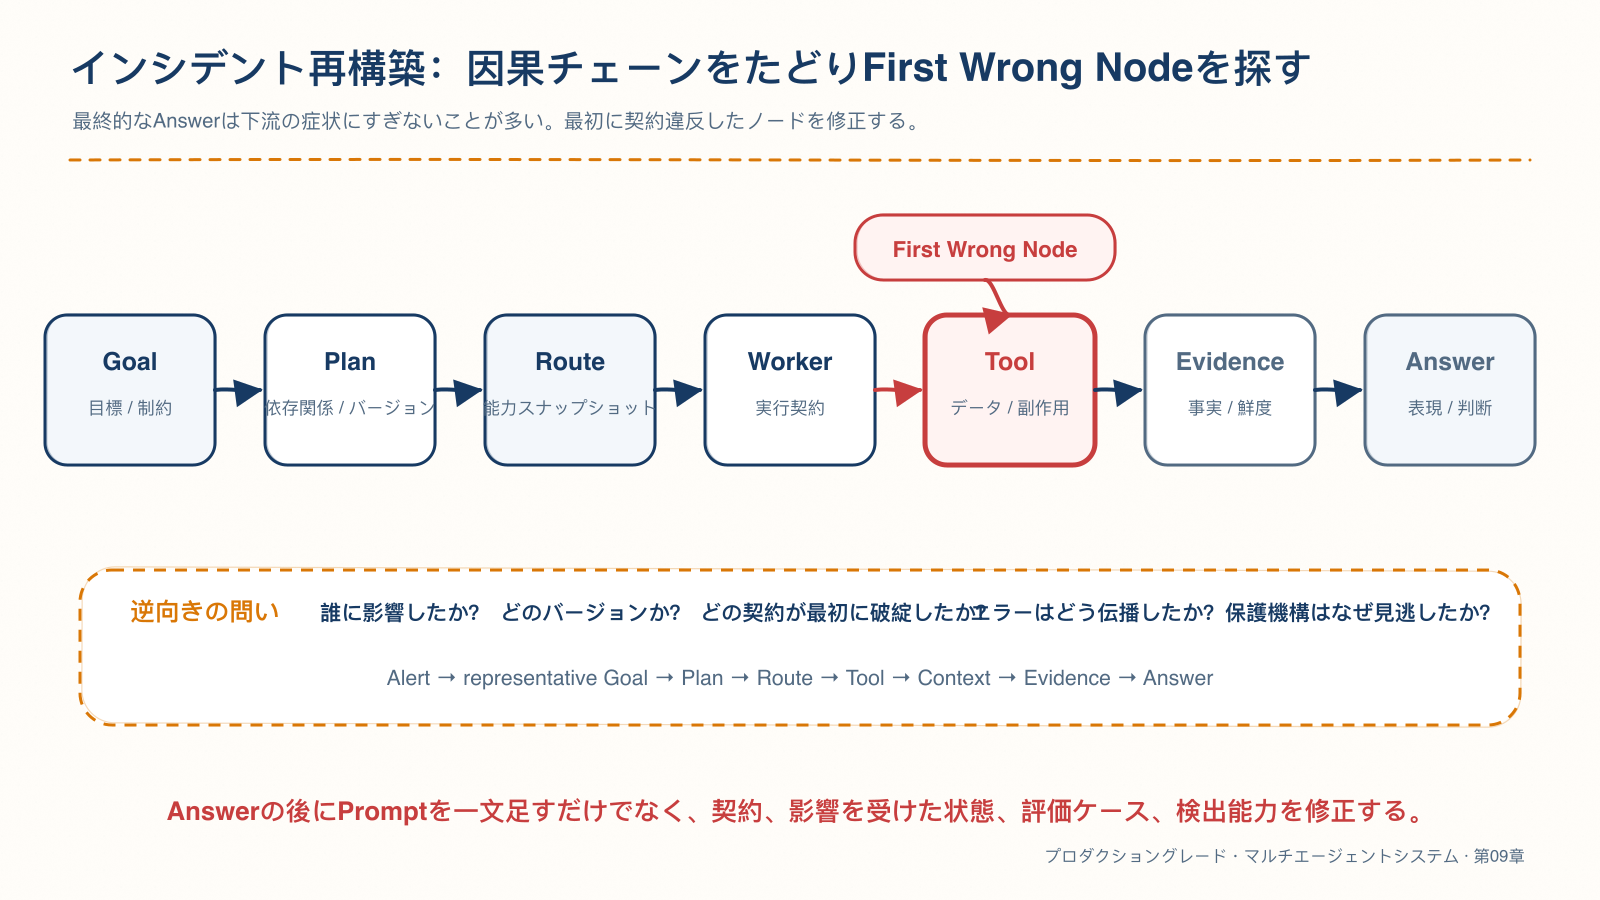 インシデント再構築：因果チェーンをたどりFirst Wrong Nodeを探す
最終的なAnswerは下流の症状にすぎないことが多い。最初に契約違反したノードを修正する。
First Wrong Node
Goal
目標 / 制約
Plan
依存関係 / バージョン
Route
能力スナップショット
Worker
実行契約
Tool
データ / 副作用
Evidence
事実 / 鮮度
Answer
表現 / 判断
逆向きの問い
誰に影響したか?
どのバージョンか?
どの契約が最初に破綻したか?
エラーはどう伝播したか?
保護機構はなぜ見逃したか?
Alert → representative Goal → Plan → Route → Tool → Context → Evidence → Answer
Answerの後にPromptを一文足すだけでなく、契約、影響を受けた状態、評価ケース、検出能力を修正する。
プロダクショングレード · マルチエージェントシステム · 第09章